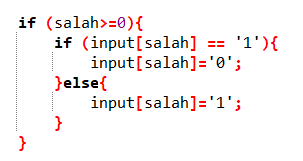 if (salah>=0){
    if (input[salah] == '1'){
        input[salah]='0';
    }else{
        input[salah]='1';
    }
}